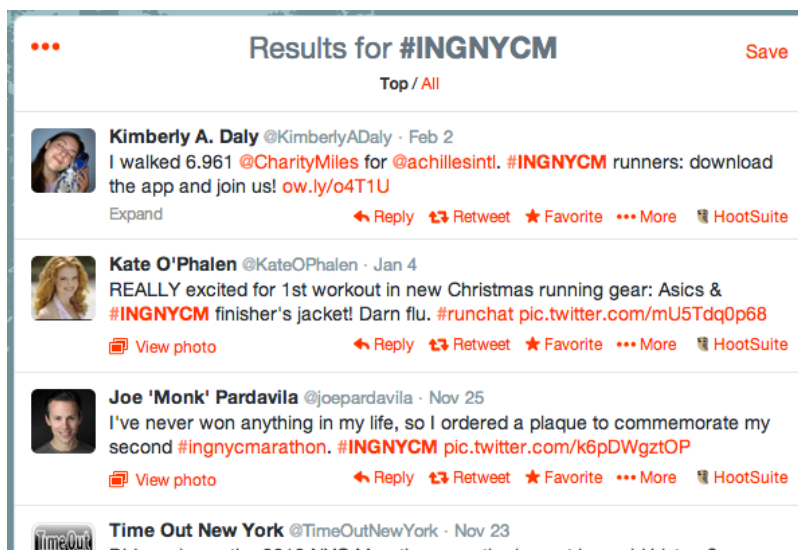 Results for #INGNYCM
Save
Top / All
Kimberly A. Daly @KimberlyADaly · Feb 2
I walked 6.961 @CharityMiles for @achillesintl. #INGNYCM runners: download
the app and join us! ow.ly/o4T1U
Expand Reply Retweet Favorite More HootSuite
Kate O'Phalen @KateOPhalen · Jan 4
REALLY excited for 1st workout in new Christmas running gear: Asics &
#INGNYCM finisher's jacket! Darn flu. #runchat pic.twitter.com/mU5Tdq0p68
View photo Reply Retweet Favorite More HootSuite
Joe 'Monk' Pardavila @joepardavila · Nov 25
I've never won anything in my life, so I ordered a plaque to commemorate my
second #ingnycmarathon. #INGNYCM pic.twitter.com/k6pDWgztOP
View photo Reply Retweet Favorite More HootSuite
Time Out New York @TimeOutNewYork · Nov 23
TimeOut